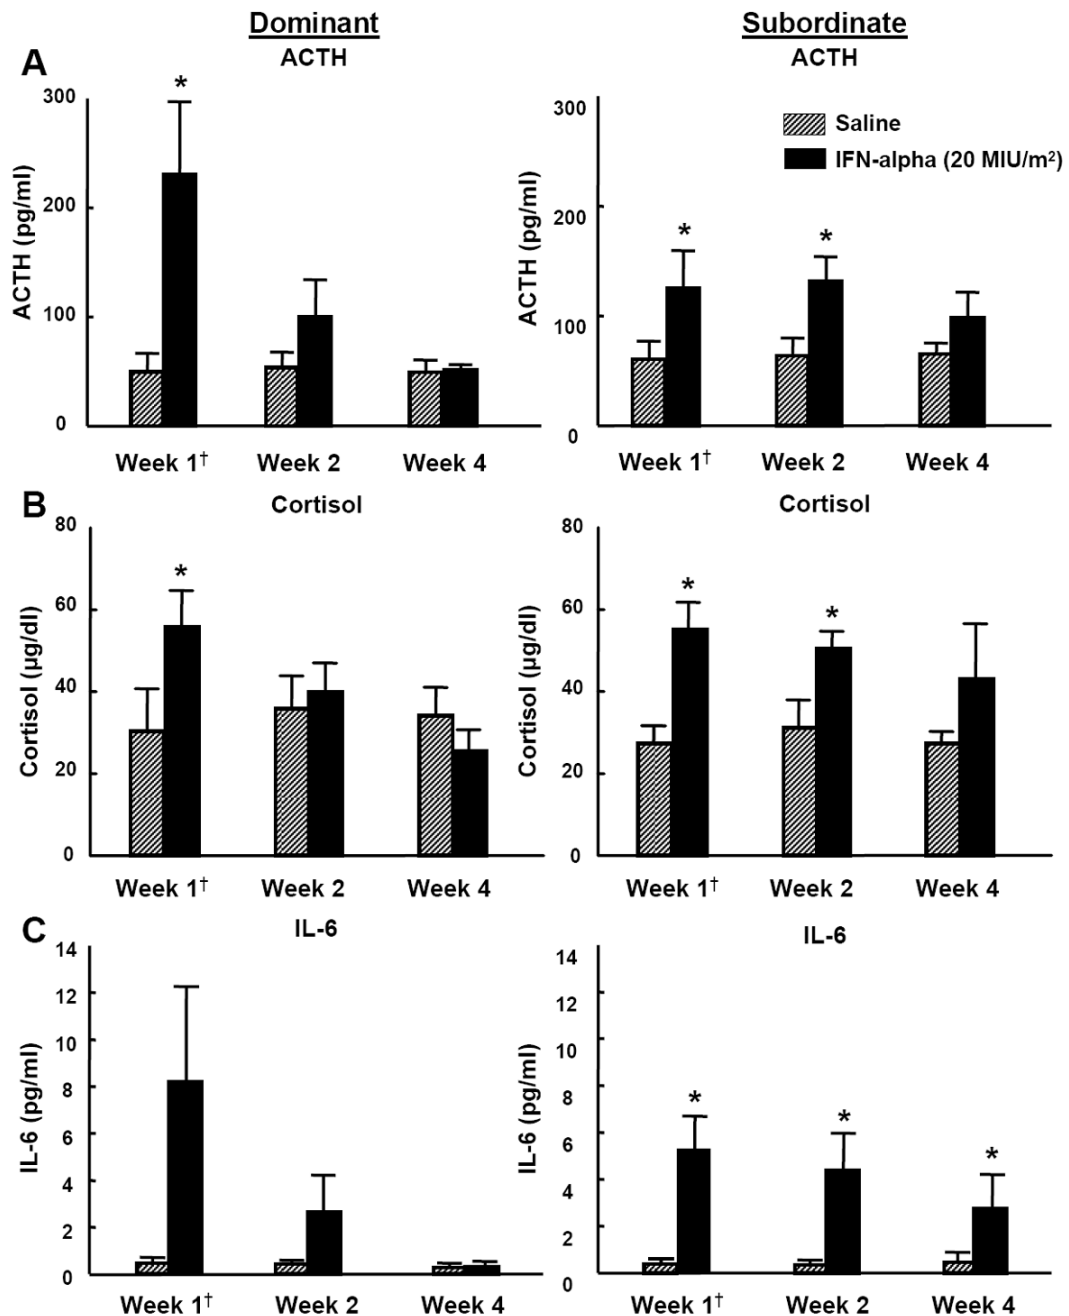 Dominant
Subordinate
A
ACTH
ACTH
300
200
100
0
ACTH (pg/ml)
* 
Week 1† Week 2 Week 4
300
200
100
0
ACTH (pg/ml)
Saline
IFN-alpha (20 MIU/m²)
* *
Week 1† Week 2 Week 4
B
Cortisol
Cortisol
80
60
40
20
0
Cortisol (µg/dl)
*
Week 1† Week 2 Week 4
80
60
40
20
0
Cortisol (µg/dl)
* *
Week 1† Week 2 Week 4
C
IL-6
IL-6
14
12
10
8
6
4
2
0
IL-6 (pg/ml)
Week 1† Week 2 Week 4
14
12
10
8
6
4
2
0
IL-6 (pg/ml)
* * *
Week 1† Week 2 Week 4